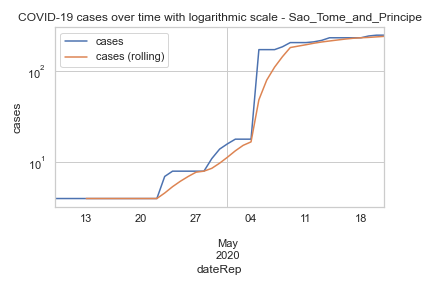 COVID-19 cases over time with logarithmic scale - Sao_Tome_and_Principe
cases
cases (rolling)
10²
10¹
cases
13
20
27
04
11
18
May
2020
dateRep